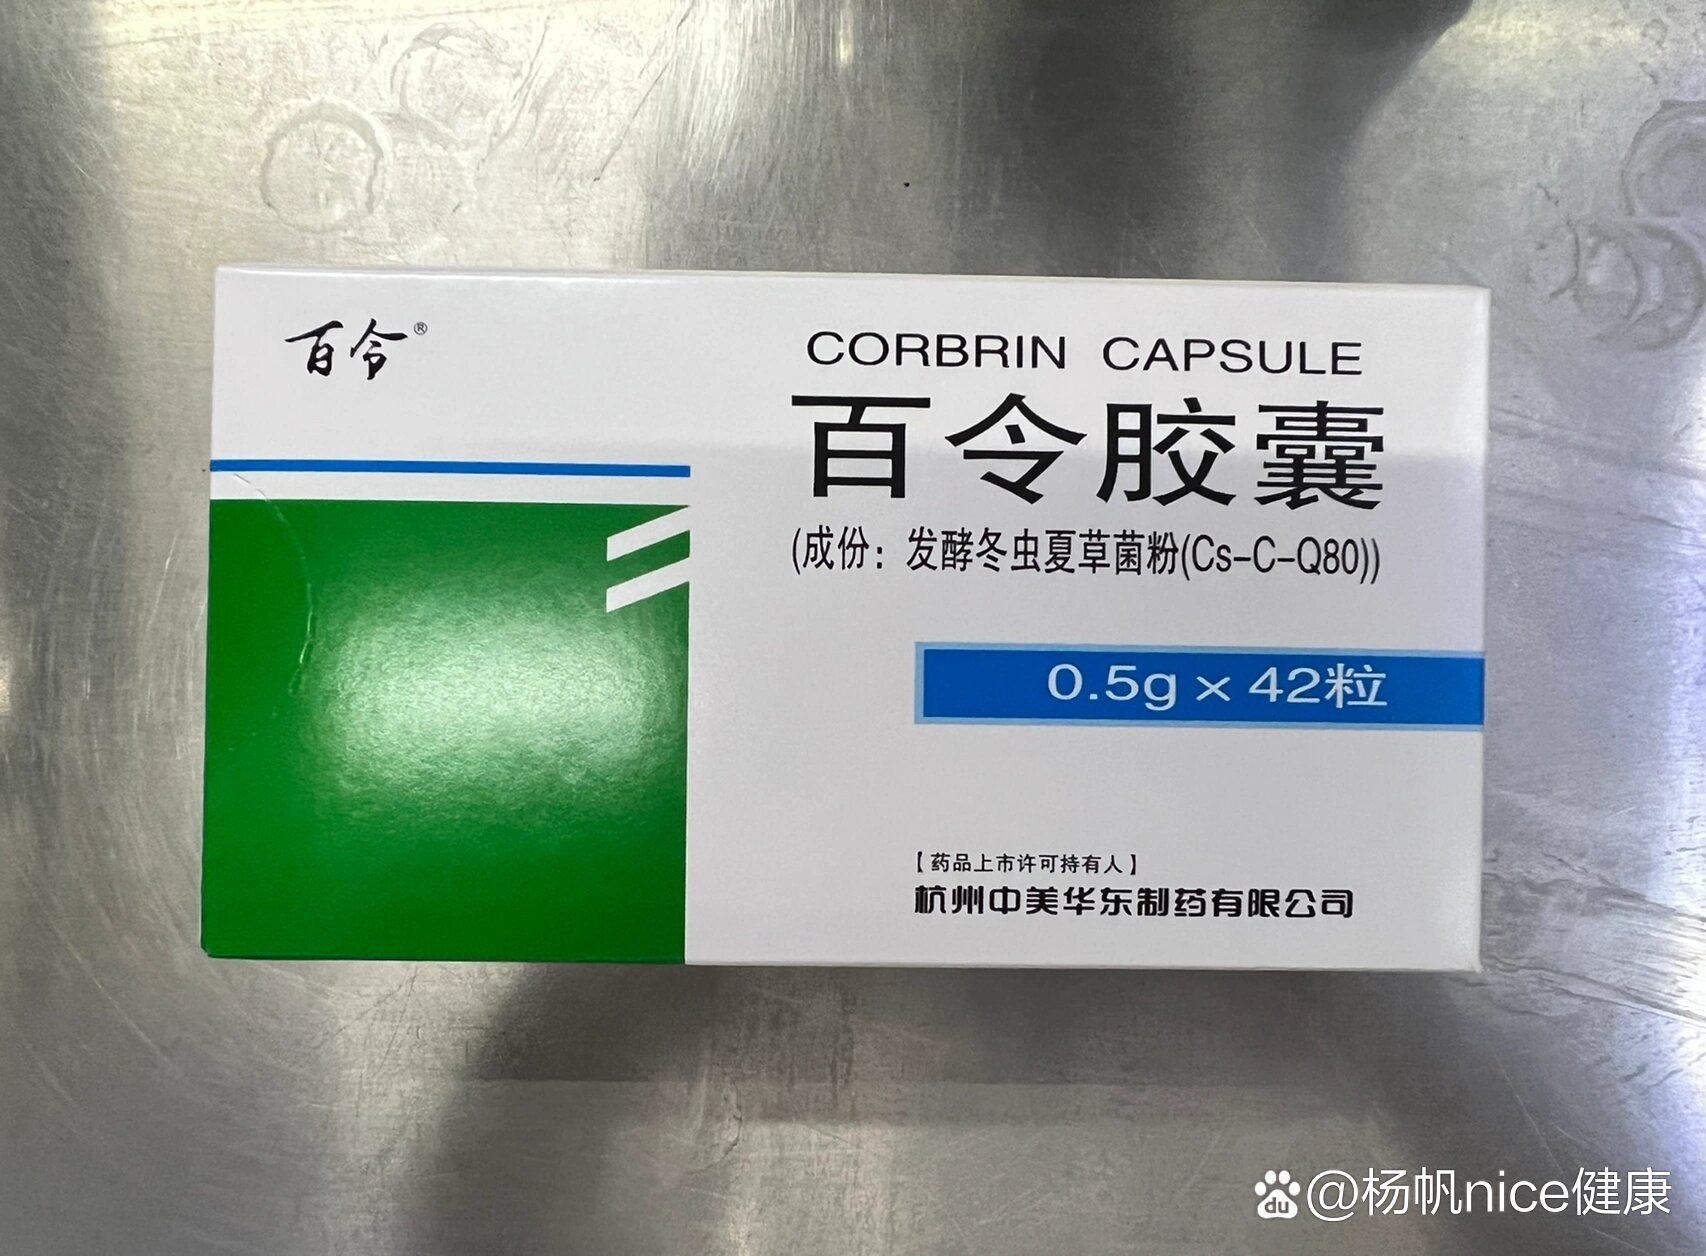 百令®
CORBRIN CAPSULE
百令胶囊
(成份：发酵冬虫夏草菌粉(Cs-C-Q80))
0.5g×42粒
【药品上市许可持有人】
杭州中美华东制药有限公司
du @杨帆nice健康